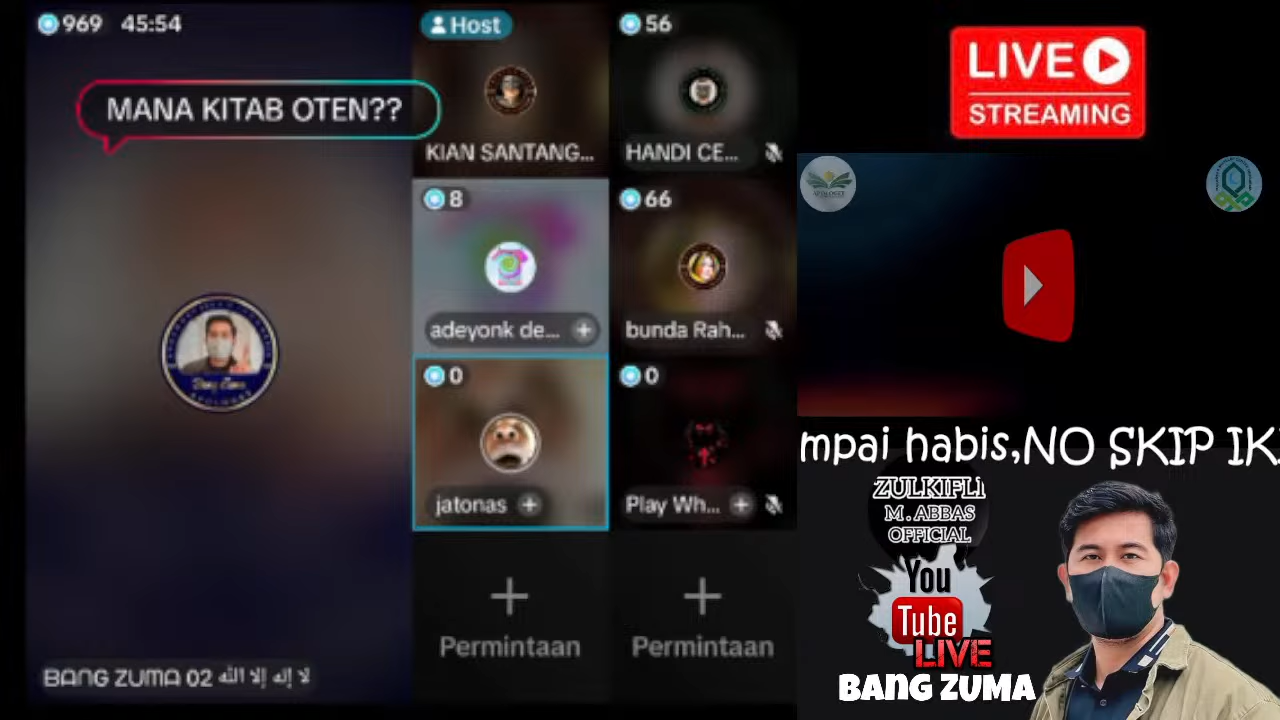 969 45:54
MANA KITAB OTEN??
BANG ZUMA 02 لا إله إلا الله
Host
KIAN SANTANG...
56
HANDI CE...
8
adeyonk de...
66
bunda Rah...
0
jatonas
0
Play Wh...
Permintaan
Permintaan
LIVE
STREAMING
mpai habis,NO SKIP IK
ZULKIFLI
M.ABBAS
OFFICIAL
You
Tube
LIVE
BANG ZUMA